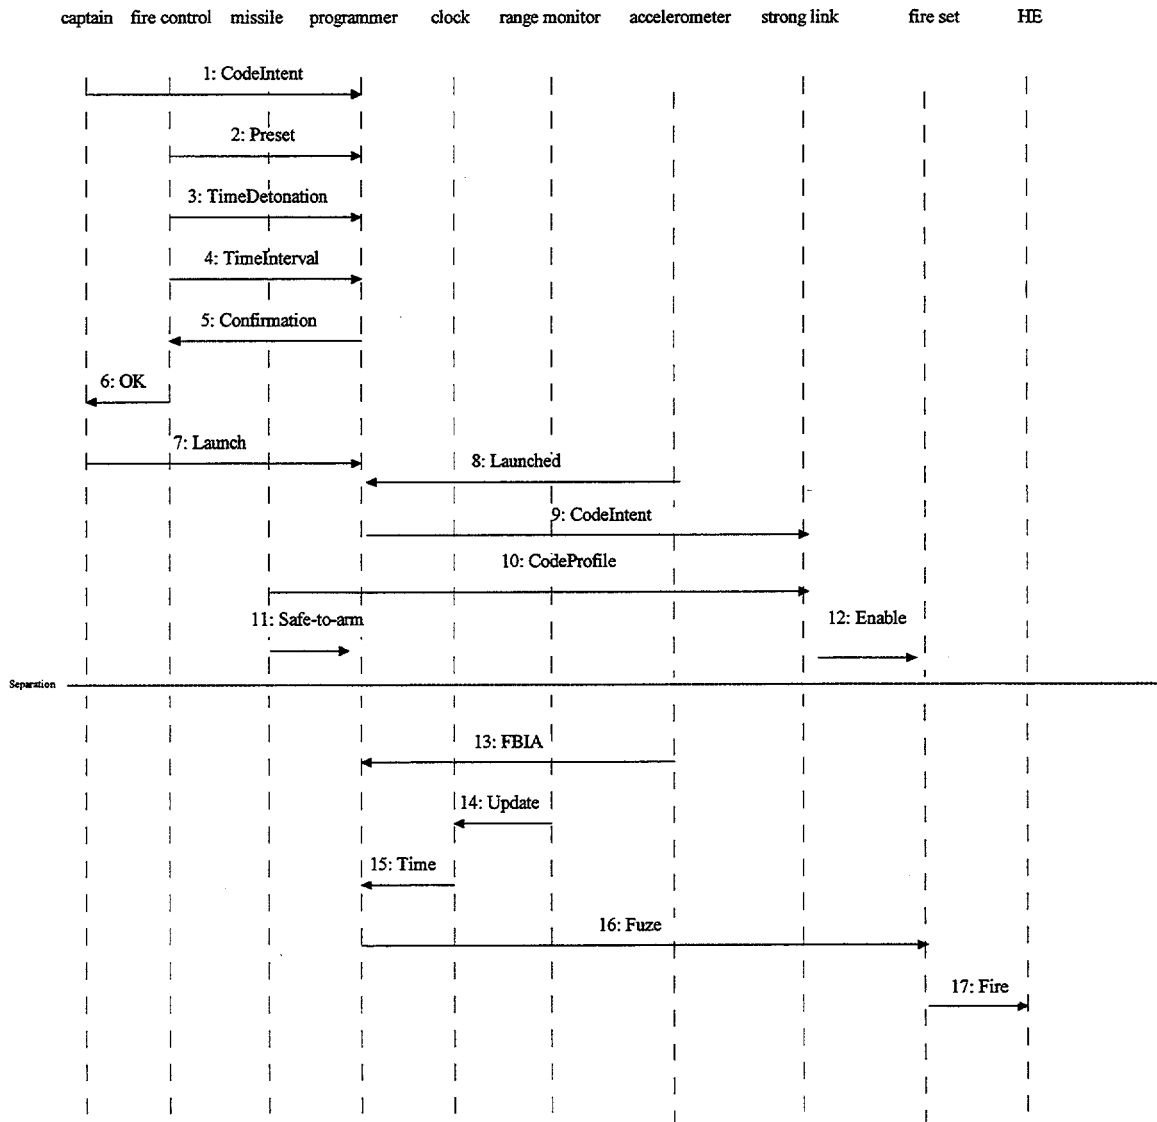 captain fire control missile programmer clock range monitor accelerometer strong link fire set HE
1: CodeIntent
2: Preset
3: TimeDetonation
4: TimeInterval
5: Confirmation
6: OK
7: Launch
8: Launched
9: CodeIntent
10: CodeProfile
11: Safe-to-arm
12: Enable
Separation
13: FBIA
14: Update
15: Time
16: Fuze
17: Fire